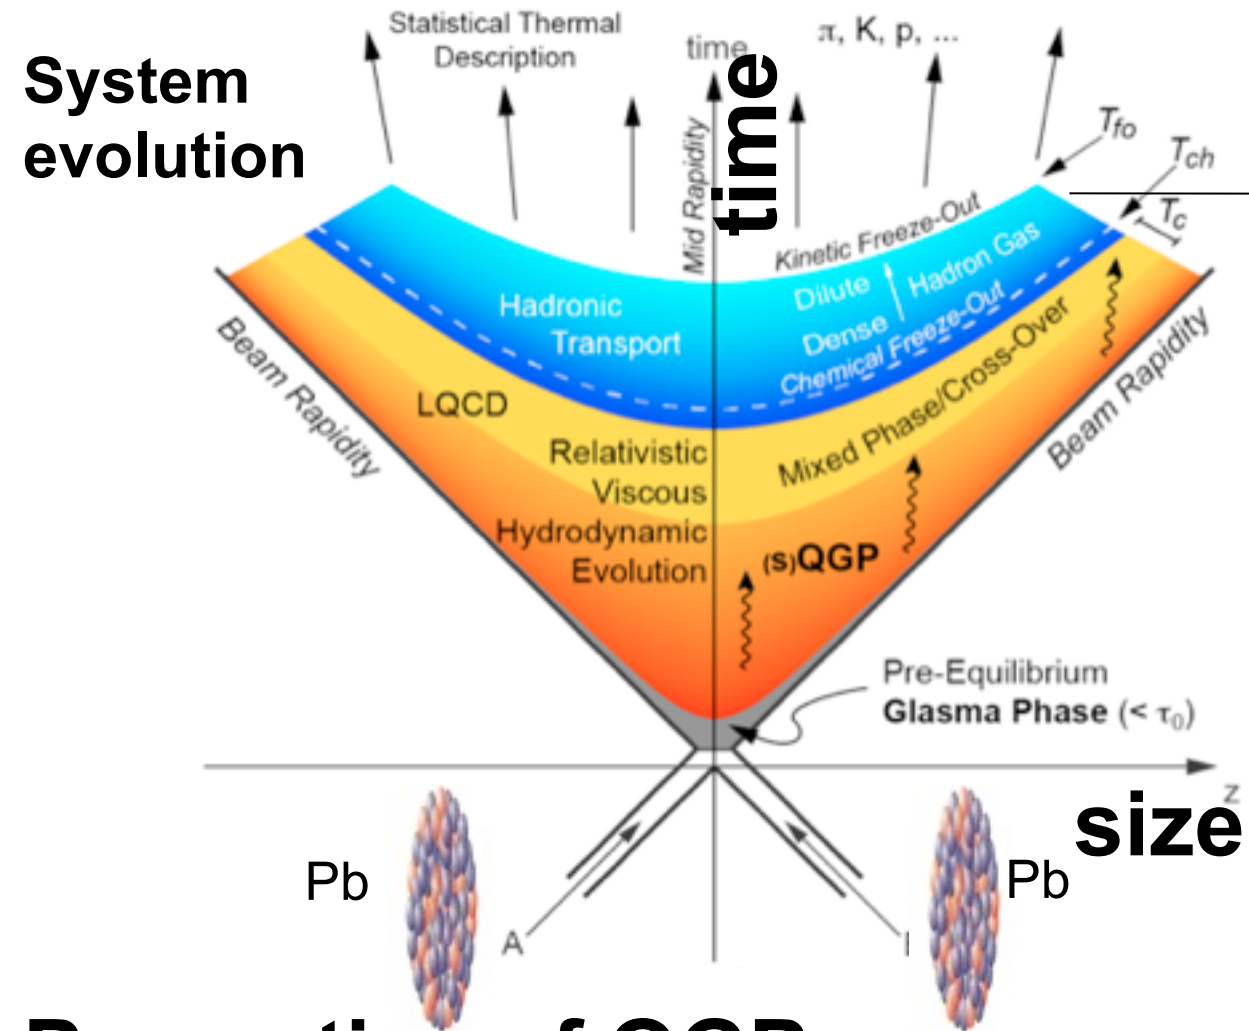 System
evolution
Statistical Thermal
Description
time
time
π, K, p, ...
Mid Rapidity
T_fo
T_ch
T_c
Kinetic Freeze-Out
Dilute
Hadron Gas
Dense
Chemical Freeze-Out
Hadronic
Transport
LQCD
Mixed Phase/Cross-Over
Beam Rapidity
Beam Rapidity
Relativistic
Viscous
Hydrodynamic
Evolution
(s)QGP
Pre-Equilibrium
Glasma Phase (< τ₀)
z
size
Pb
Pb
A